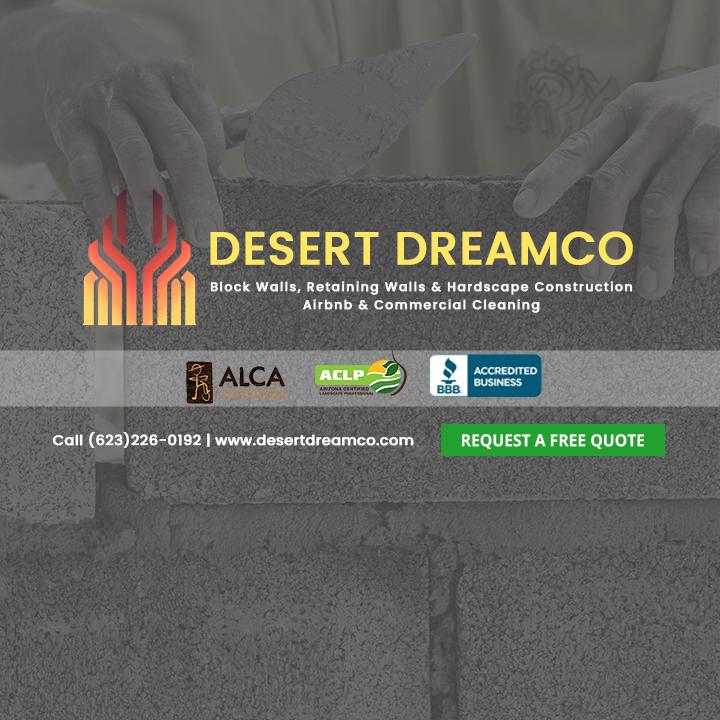 DESERT DREAMCO
Block Walls, Retaining Walls & Hardscape Construction
Airbnb & Commercial Cleaning
ALCA
ACLP
ARIZONA CERTIFIED
LANDSCAPE PROFESSIONAL
BBB
ACCREDITED
BUSINESS
Call (623)226-0192 | www.desertdreamco.com
REQUEST A FREE QUOTE